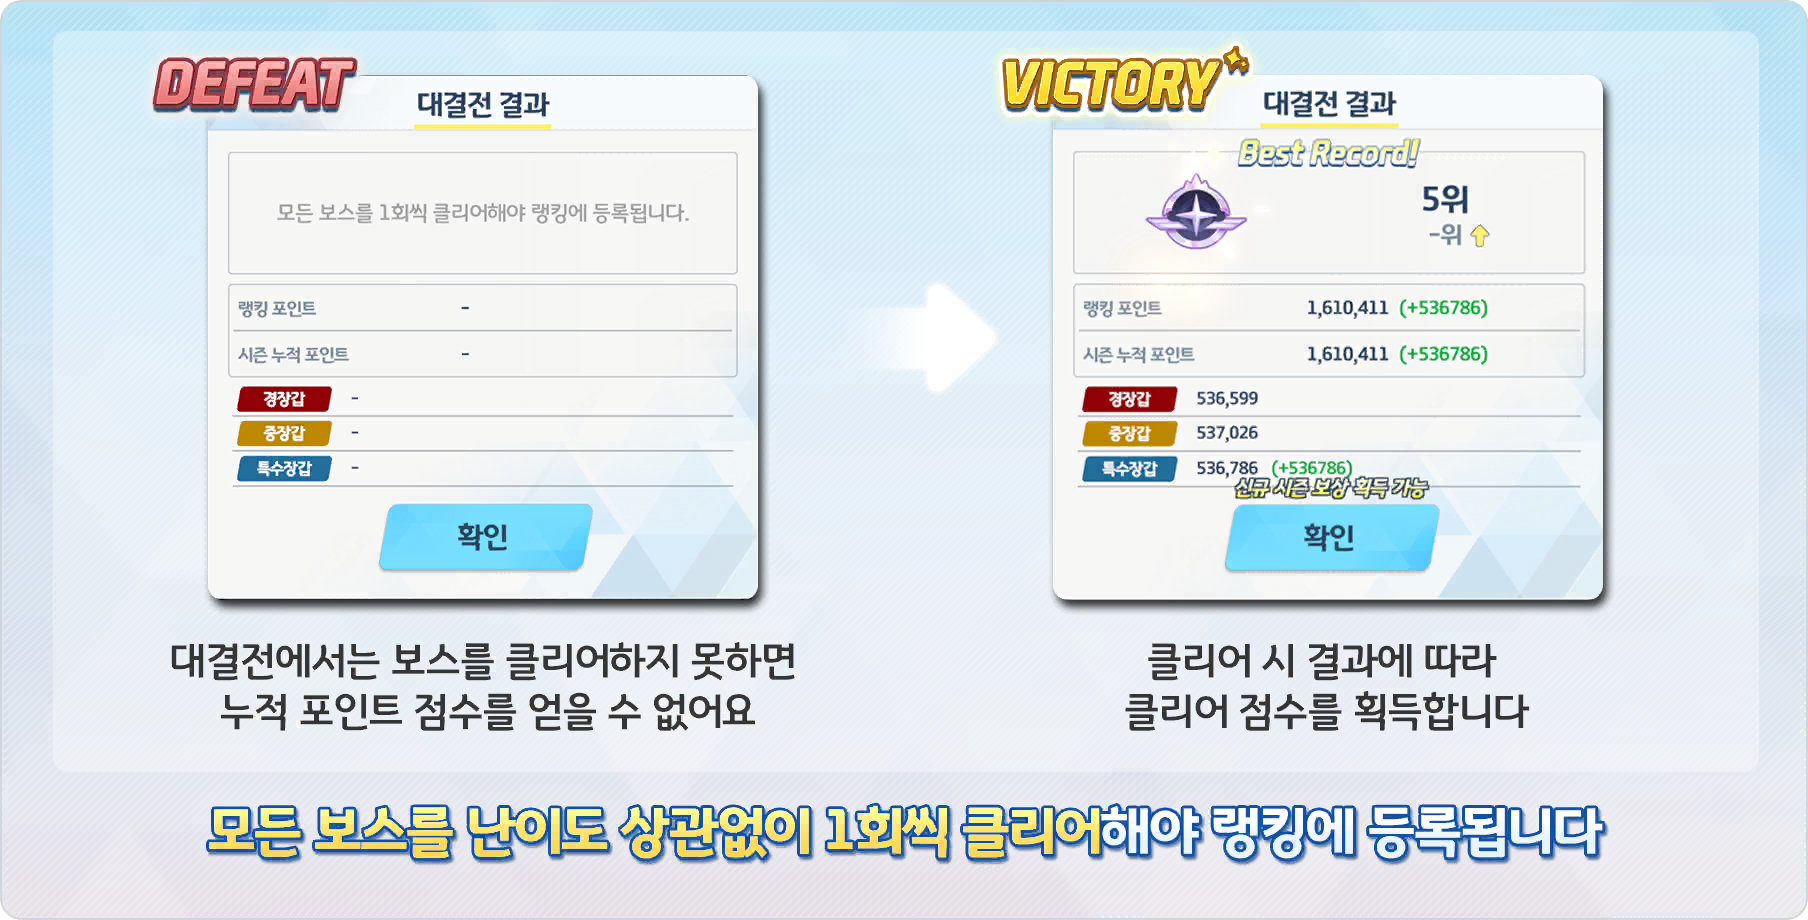 DEFEAT
대결전 결과
모든 보스를 1회씩 클리어해야 랭킹에 등록됩니다.
랭킹 포인트 -
시즌 누적 포인트 -
경장갑 -
중장갑 -
특수장갑 -
확인
대결전에서는 보스를 클리어하지 못하면
누적 포인트 점수를 얻을 수 없어요
VICTORY
대결전 결과
Best Record!
5위
-위
랭킹 포인트 1,610,411 (+536786)
시즌 누적 포인트 1,610,411 (+536786)
경장갑 536,599
중장갑 537,026
특수장갑 536,786 (+536786)
신규 시즌 보상 획득 가능
확인
클리어 시 결과에 따라
클리어 점수를 획득합니다
모든 보스를 난이도 상관없이 1회씩 클리어해야 랭킹에 등록됩니다